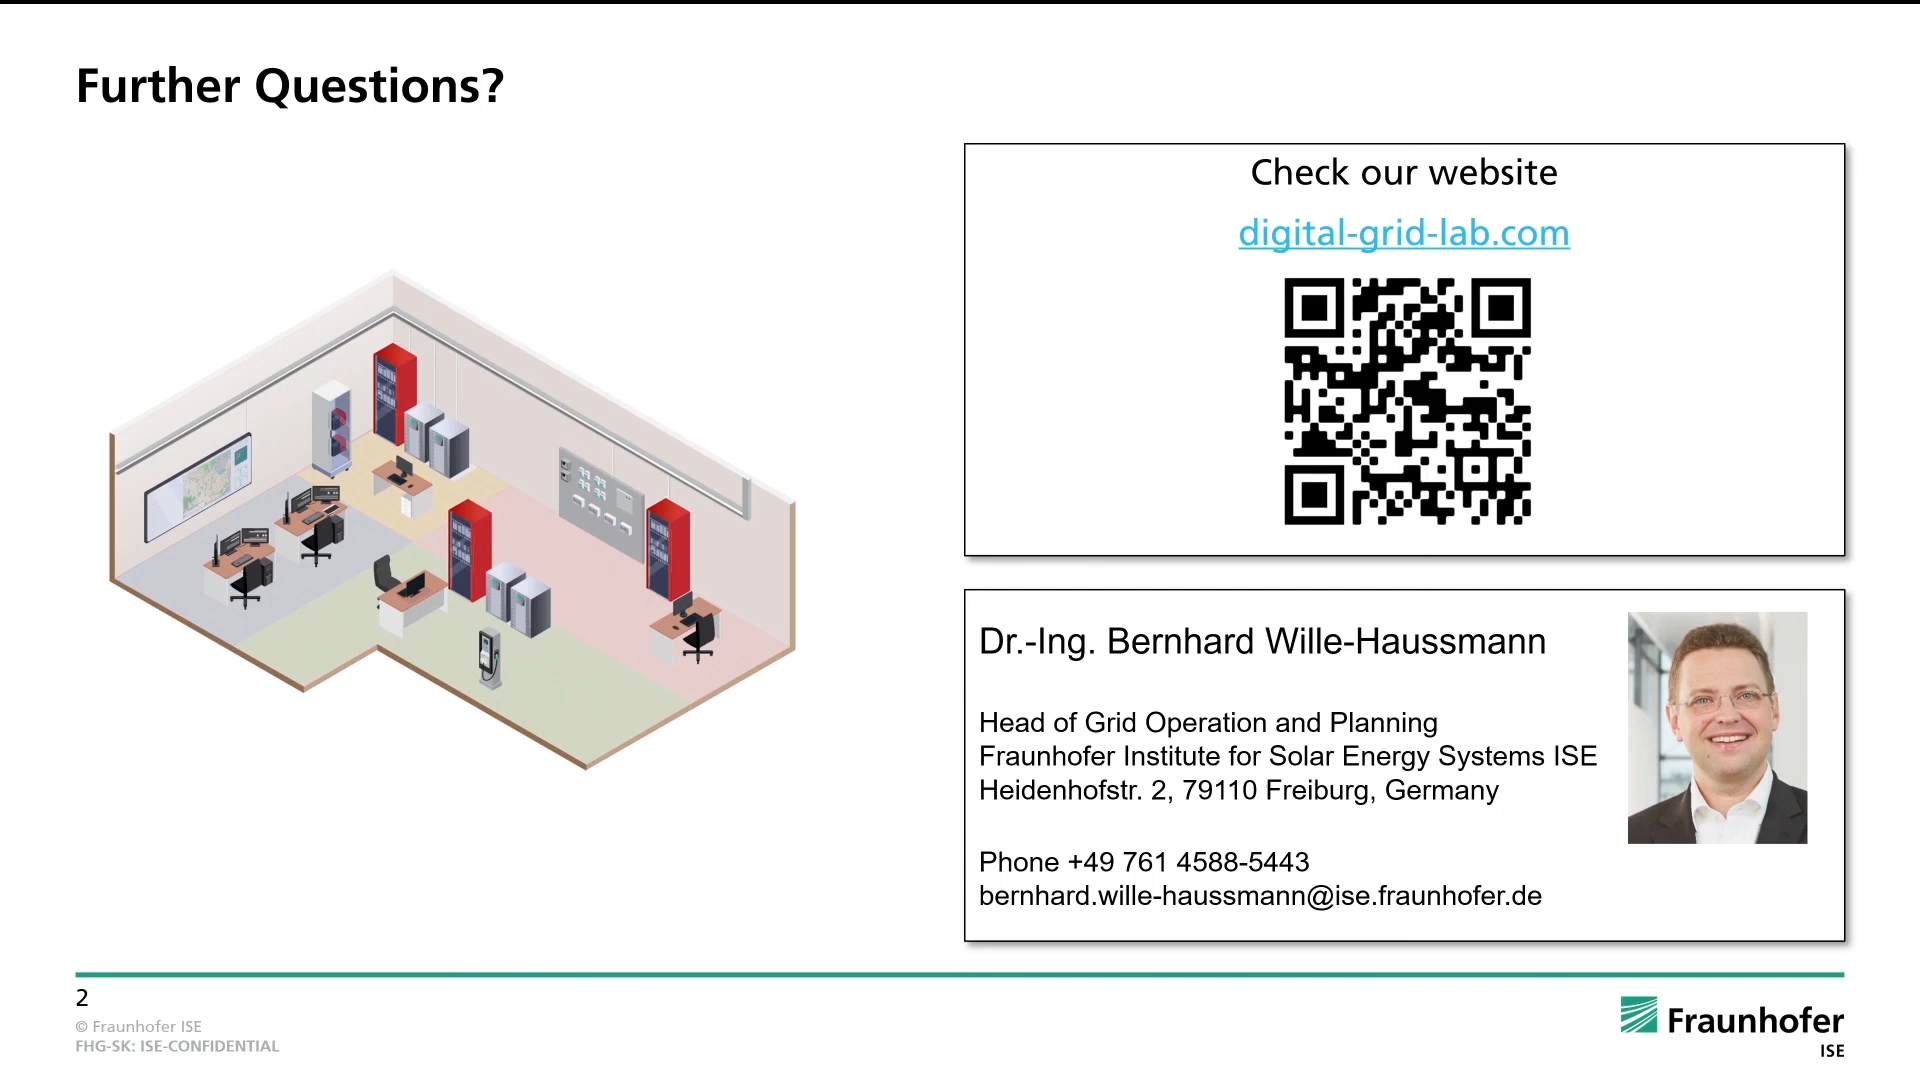 Further Questions?
Check our website
digital-grid-lab.com
Dr.-Ing. Bernhard Wille-Haussmann
Head of Grid Operation and Planning
Fraunhofer Institute for Solar Energy Systems ISE
Heidenhofstr. 2, 79110 Freiburg, Germany
Phone +49 761 4588-5443
bernhard.wille-haussmann@ise.fraunhofer.de
2
© Fraunhofer ISE
FHG-SK: ISE-CONFIDENTIAL
Fraunhofer
ISE